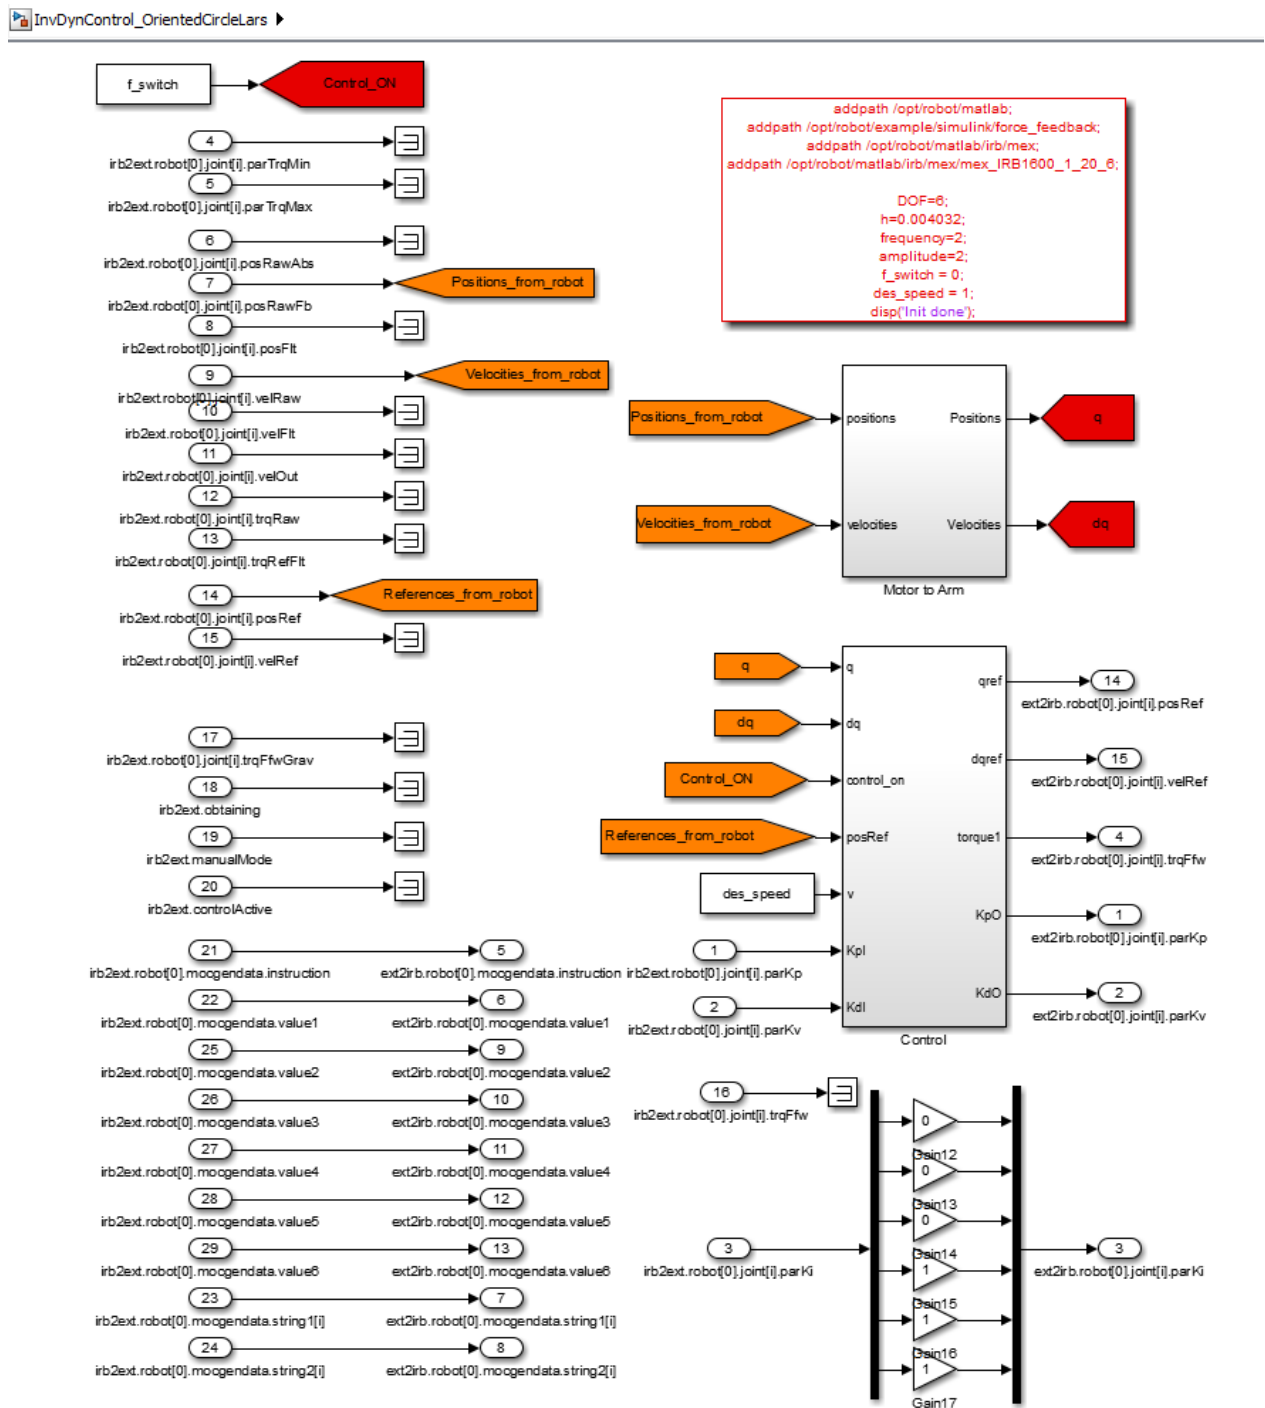 InvDynControl_OrientedCircleLars
f_switch
Control_ON
4
irb2ext.robot[0].joint[i].parTrqMin
5
irb2ext.robot[0].joint[i].parTrqMax
6
irb2ext.robot[0].joint[i].posRawAbs
7
Positions_from_robot
irb2ext.robot[0].joint[i].posRawFb
8
irb2ext.robot[0].joint[i].posFlt
9
Velocities_from_robot
irb2ext.robot[0].joint[i].velRaw
10
irb2ext.robot[0].joint[i].velFlt
11
irb2ext.robot[0].joint[i].velOut
12
irb2ext.robot[0].joint[i].trqRaw
13
irb2ext.robot[0].joint[i].trqRefFlt
14
References_from_robot
irb2ext.robot[0].joint[i].posRef
15
irb2ext.robot[0].joint[i].velRef
17
irb2ext.robot[0].joint[i].trqFfwGrav
18
irb2ext.obtaining
19
irb2ext.manualMode
20
irb2ext.controlActive
21
5
irb2ext.robot[0].mocgendata.instruction
ext2irb.robot[0].mocgendata.instruction
22
6
irb2ext.robot[0].mocgendata.value1
ext2irb.robot[0].mocgendata.value1
25
9
irb2ext.robot[0].mocgendata.value2
ext2irb.robot[0].mocgendata.value2
26
10
irb2ext.robot[0].mocgendata.value3
ext2irb.robot[0].mocgendata.value3
27
11
irb2ext.robot[0].mocgendata.value4
ext2irb.robot[0].mocgendata.value4
28
12
irb2ext.robot[0].mocgendata.value5
ext2irb.robot[0].mocgendata.value5
29
13
irb2ext.robot[0].mocgendata.value6
ext2irb.robot[0].mocgendata.value6
23
7
irb2ext.robot[0].mocgendata.string1[i]
ext2irb.robot[0].mocgendata.string1[i]
24
8
irb2ext.robot[0].mocgendata.string2[i]
ext2irb.robot[0].mocgendata.string2[i]
addpath /opt/robot/matlab;
addpath /opt/robot/example/simulink/force_feedback;
addpath /opt/robot/matlab/irb/mex;
addpath /opt/robot/matlab/irb/mex/mex_IRB1600_1_20_6;
DOF=6;
h=0.004032;
frequency=2;
amplitude=2;
f_switch = 0;
des_speed = 1;
disp('Init done');
Positions_from_robot
positions
Positions
q
Velocities_from_robot
velocities
Velocities
dq
Motor to Arm
q
q
qref
14
ext2irb.robot[0].joint[i].posRef
dq
dq
dqref
15
ext2irb.robot[0].joint[i].velRef
Control_ON
control_on
References_from_robot
posRef
torque1
4
ext2irb.robot[0].joint[i].trqFfw
des_speed
v
KpO
1
ext2irb.robot[0].joint[i].parKp
1
KpI
irb2ext.robot[0].joint[i].parKp
KdO
2
ext2irb.robot[0].joint[i].parKv
2
KdI
irb2ext.robot[0].joint[i].parKv
Control
16
irb2ext.robot[0].joint[i].trqFfw
0
Gain12
0
Gain13
0
Gain14
1
Gain15
1
Gain16
1
Gain17
3
irb2ext.robot[0].joint[i].parKi
3
ext2irb.robot[0].joint[i].parKi